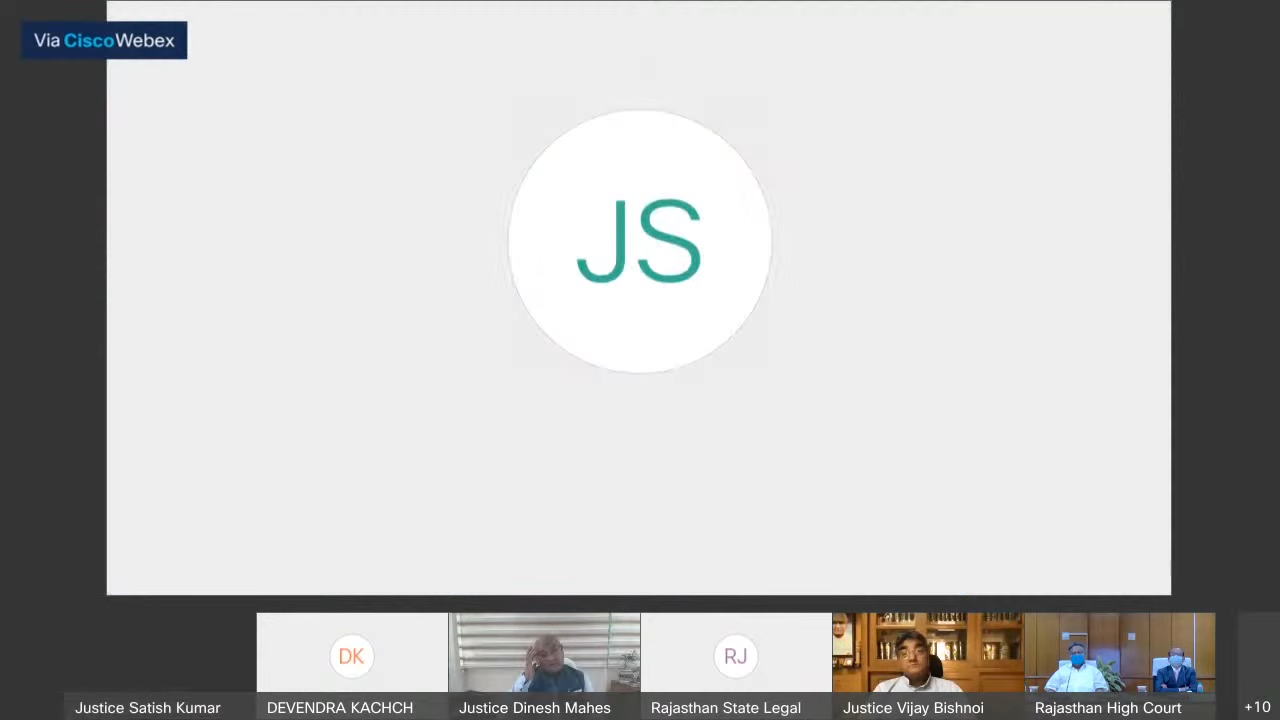 Via CiscoWebex
JS
DK
RJ
Justice Satish Kumar
DEVENDRA KACHCH
Justice Dinesh Mahes
Rajasthan State Legal
Justice Vijay Bishnoi
Rajasthan High Court
+10